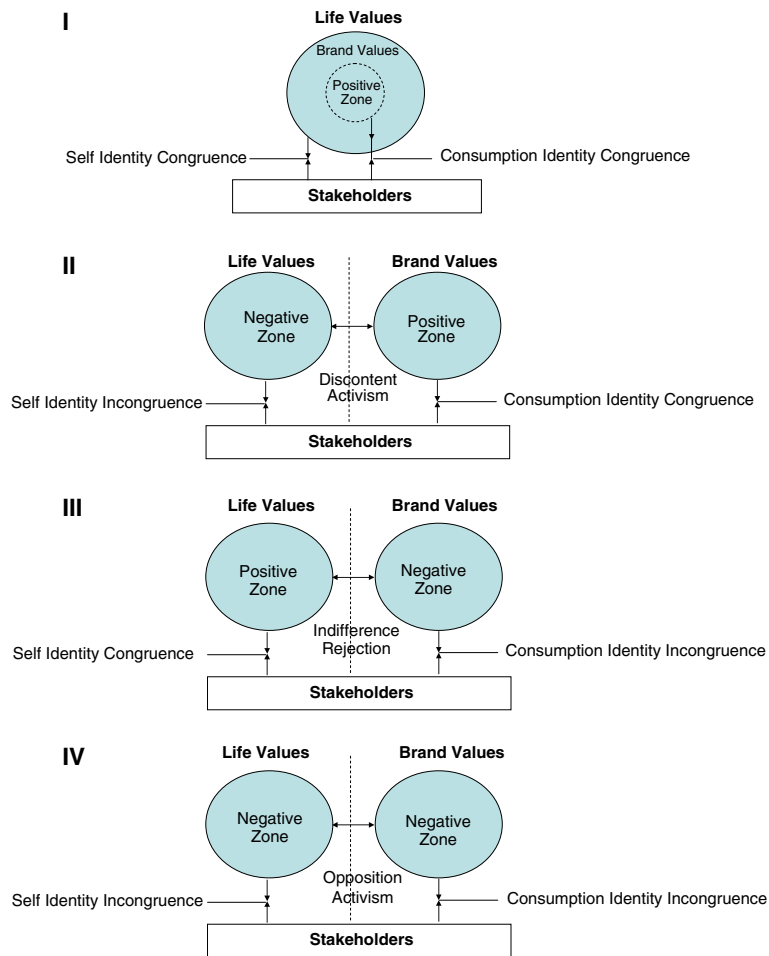 I
Life Values
Brand Values
Positive
Zone
Self Identity Congruence
Consumption Identity Congruence
Stakeholders
II
Life Values
Brand Values
Negative
Zone
Positive
Zone
Discontent
Activism
Self Identity Incongruence
Consumption Identity Congruence
Stakeholders
III
Life Values
Brand Values
Positive
Zone
Negative
Zone
Indifference
Rejection
Self Identity Congruence
Consumption Identity Incongruence
Stakeholders
IV
Life Values
Brand Values
Negative
Zone
Negative
Zone
Opposition
Activism
Self Identity Incongruence
Consumption Identity Incongruence
Stakeholders